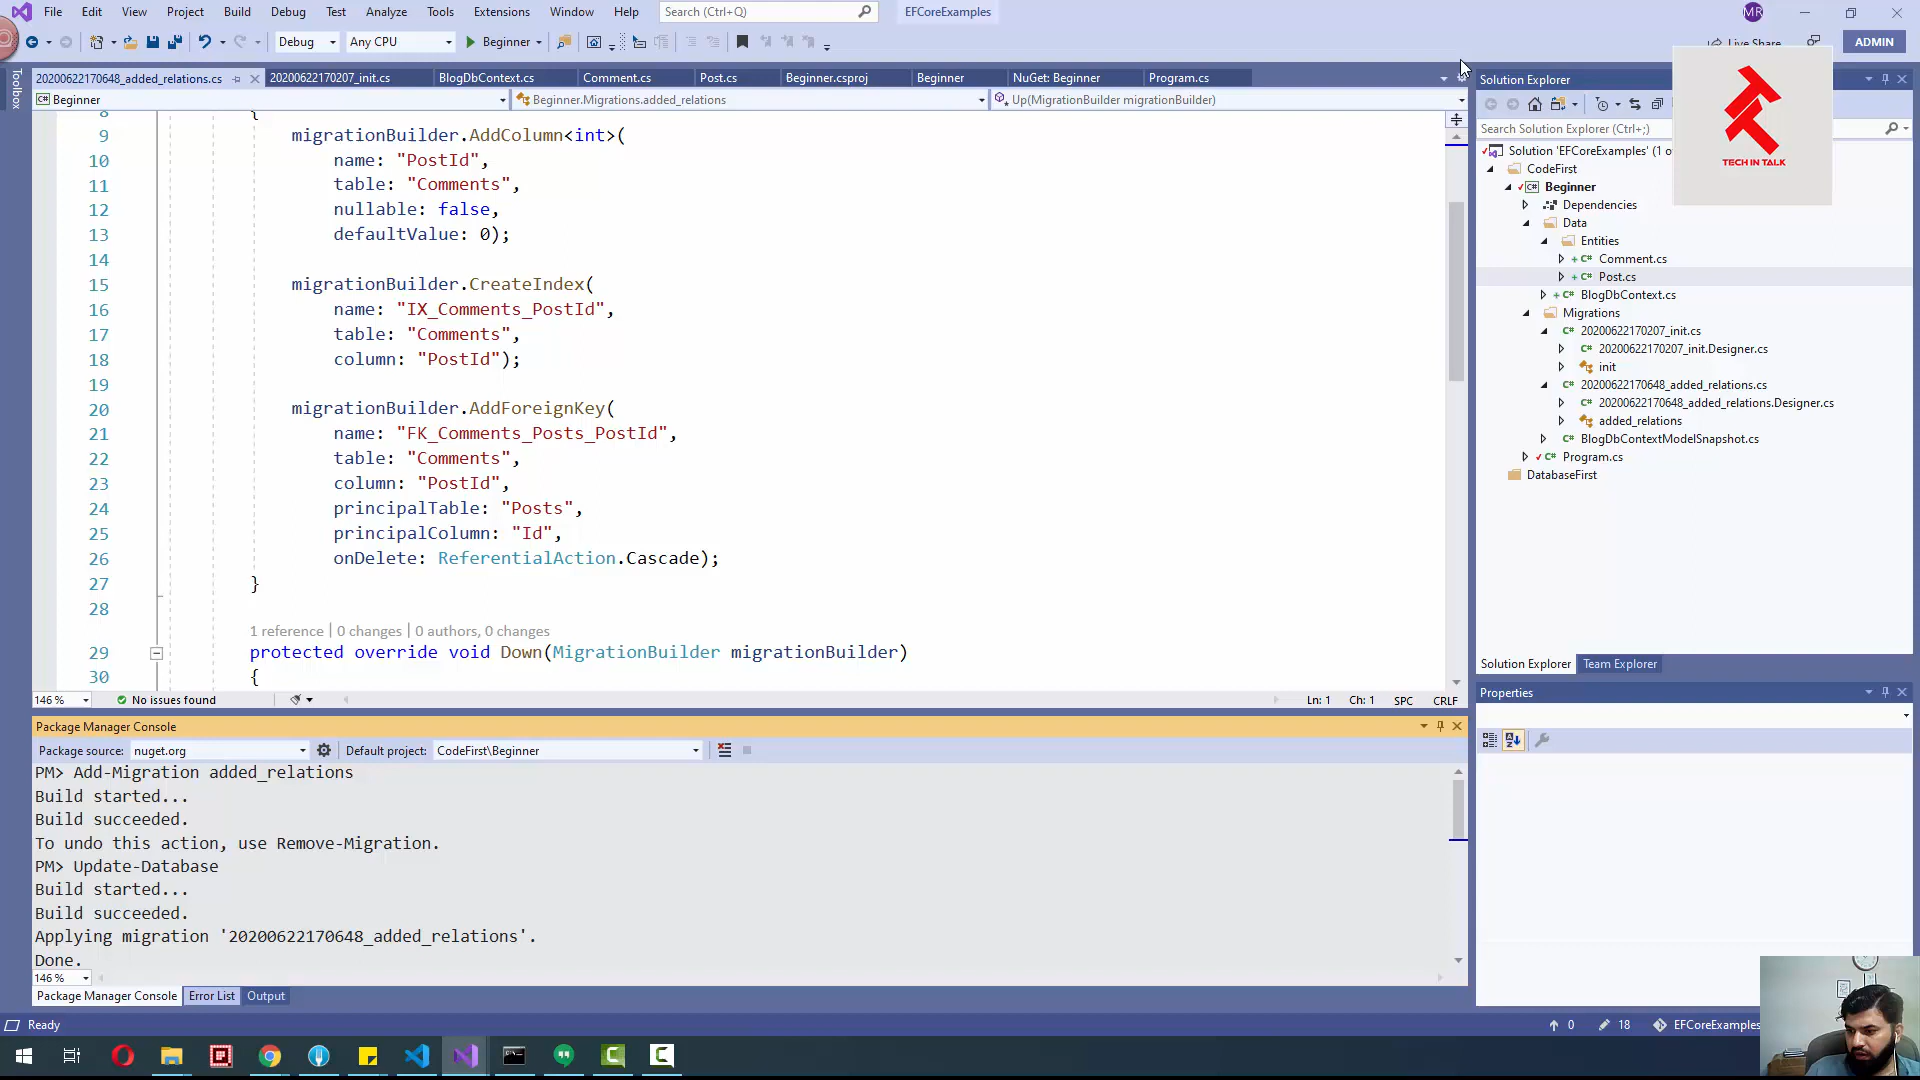 File Edit View Project Build Debug Test Analyze Tools Extensions Window Help Search (Ctrl+Q) EFCoreExamples MR
Debug Any CPU Beginner Live Share ADMIN
Toolbox
20200622170648_added_relations.cs 20200622170207_init.cs BlogDbContext.cs Comment.cs Post.cs Beginner.csproj Beginner NuGet: Beginner Program.cs
Beginner Beginner.Migrations.added_relations Up(MigrationBuilder migrationBuilder)
8 {
9 migrationBuilder.AddColumn<int>(
10 name: "PostId",
11 table: "Comments",
12 nullable: false,
13 defaultValue: 0);
14
15 migrationBuilder.CreateIndex(
16 name: "IX_Comments_PostId",
17 table: "Comments",
18 column: "PostId");
19
20 migrationBuilder.AddForeignKey(
21 name: "FK_Comments_Posts_PostId",
22 table: "Comments",
23 column: "PostId",
24 principalTable: "Posts",
25 principalColumn: "Id",
26 onDelete: ReferentialAction.Cascade);
27 }
28
1 reference | 0 changes | 0 authors, 0 changes
29 protected override void Down(MigrationBuilder migrationBuilder)
30 {
146 % No issues found Ln: 1 Ch: 1 SPC CRLF
Package Manager Console
Package source: nuget.org Default project: CodeFirst\Beginner
PM> Add-Migration added_relations
Build started...
Build succeeded.
To undo this action, use Remove-Migration.
PM> Update-Database
Build started...
Build succeeded.
Applying migration '20200622170648_added_relations'.
Done.
146 %
Package Manager Console Error List Output
Solution Explorer
Search Solution Explorer (Ctrl+;)
Solution 'EFCoreExamples' (1 o
CodeFirst
C# Beginner
Dependencies
Data
Entities
C# Comment.cs
C# Post.cs
C# BlogDbContext.cs
Migrations
C# 20200622170207_init.cs
C# 20200622170207_init.Designer.cs
init
C# 20200622170648_added_relations.cs
C# 20200622170648_added_relations.Designer.cs
added_relations
C# BlogDbContextModelSnapshot.cs
C# Program.cs
DatabaseFirst
TECH IN TALK
Solution Explorer Team Explorer
Properties
Ready 0 18 EFCoreExamples